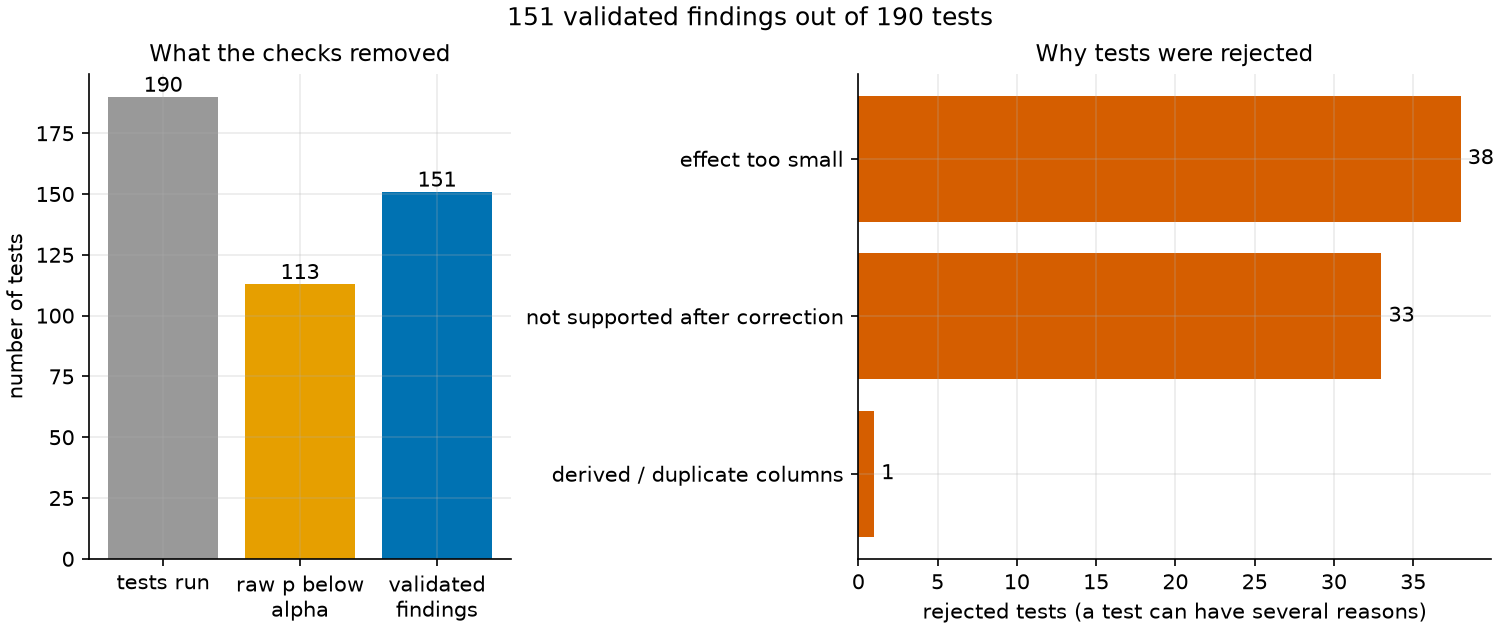 151 validated findings out of 190 tests
What the checks removed
number of tests
175
150
125
100
75
50
25
0
190
113
151
tests run
raw p below
alpha
validated
findings
Why tests were rejected
effect too small
38
not supported after correction
33
derived / duplicate columns
1
0 5 10 15 20 25 30 35
rejected tests (a test can have several reasons)